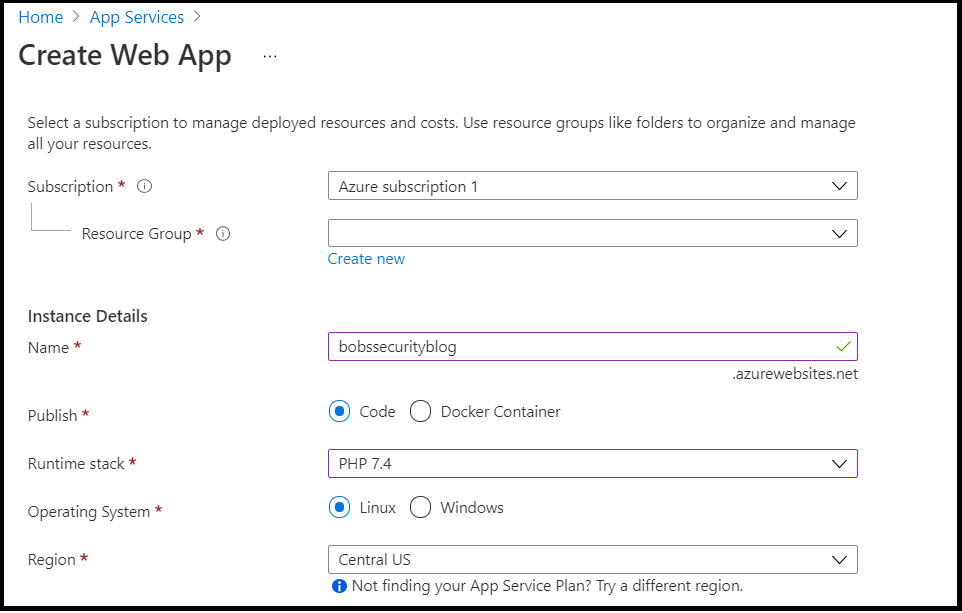 Home > App Services >
Create Web App ...
Select a subscription to manage deployed resources and costs. Use resource groups like folders to organize and manage
all your resources.
Subscription * Azure subscription 1
Resource Group *
Create new
Instance Details
Name * bobssecurityblog
.azurewebsites.net
Publish * Code Docker Container
Runtime stack * PHP 7.4
Operating System * Linux Windows
Region * Central US
Not finding your App Service Plan? Try a different region.